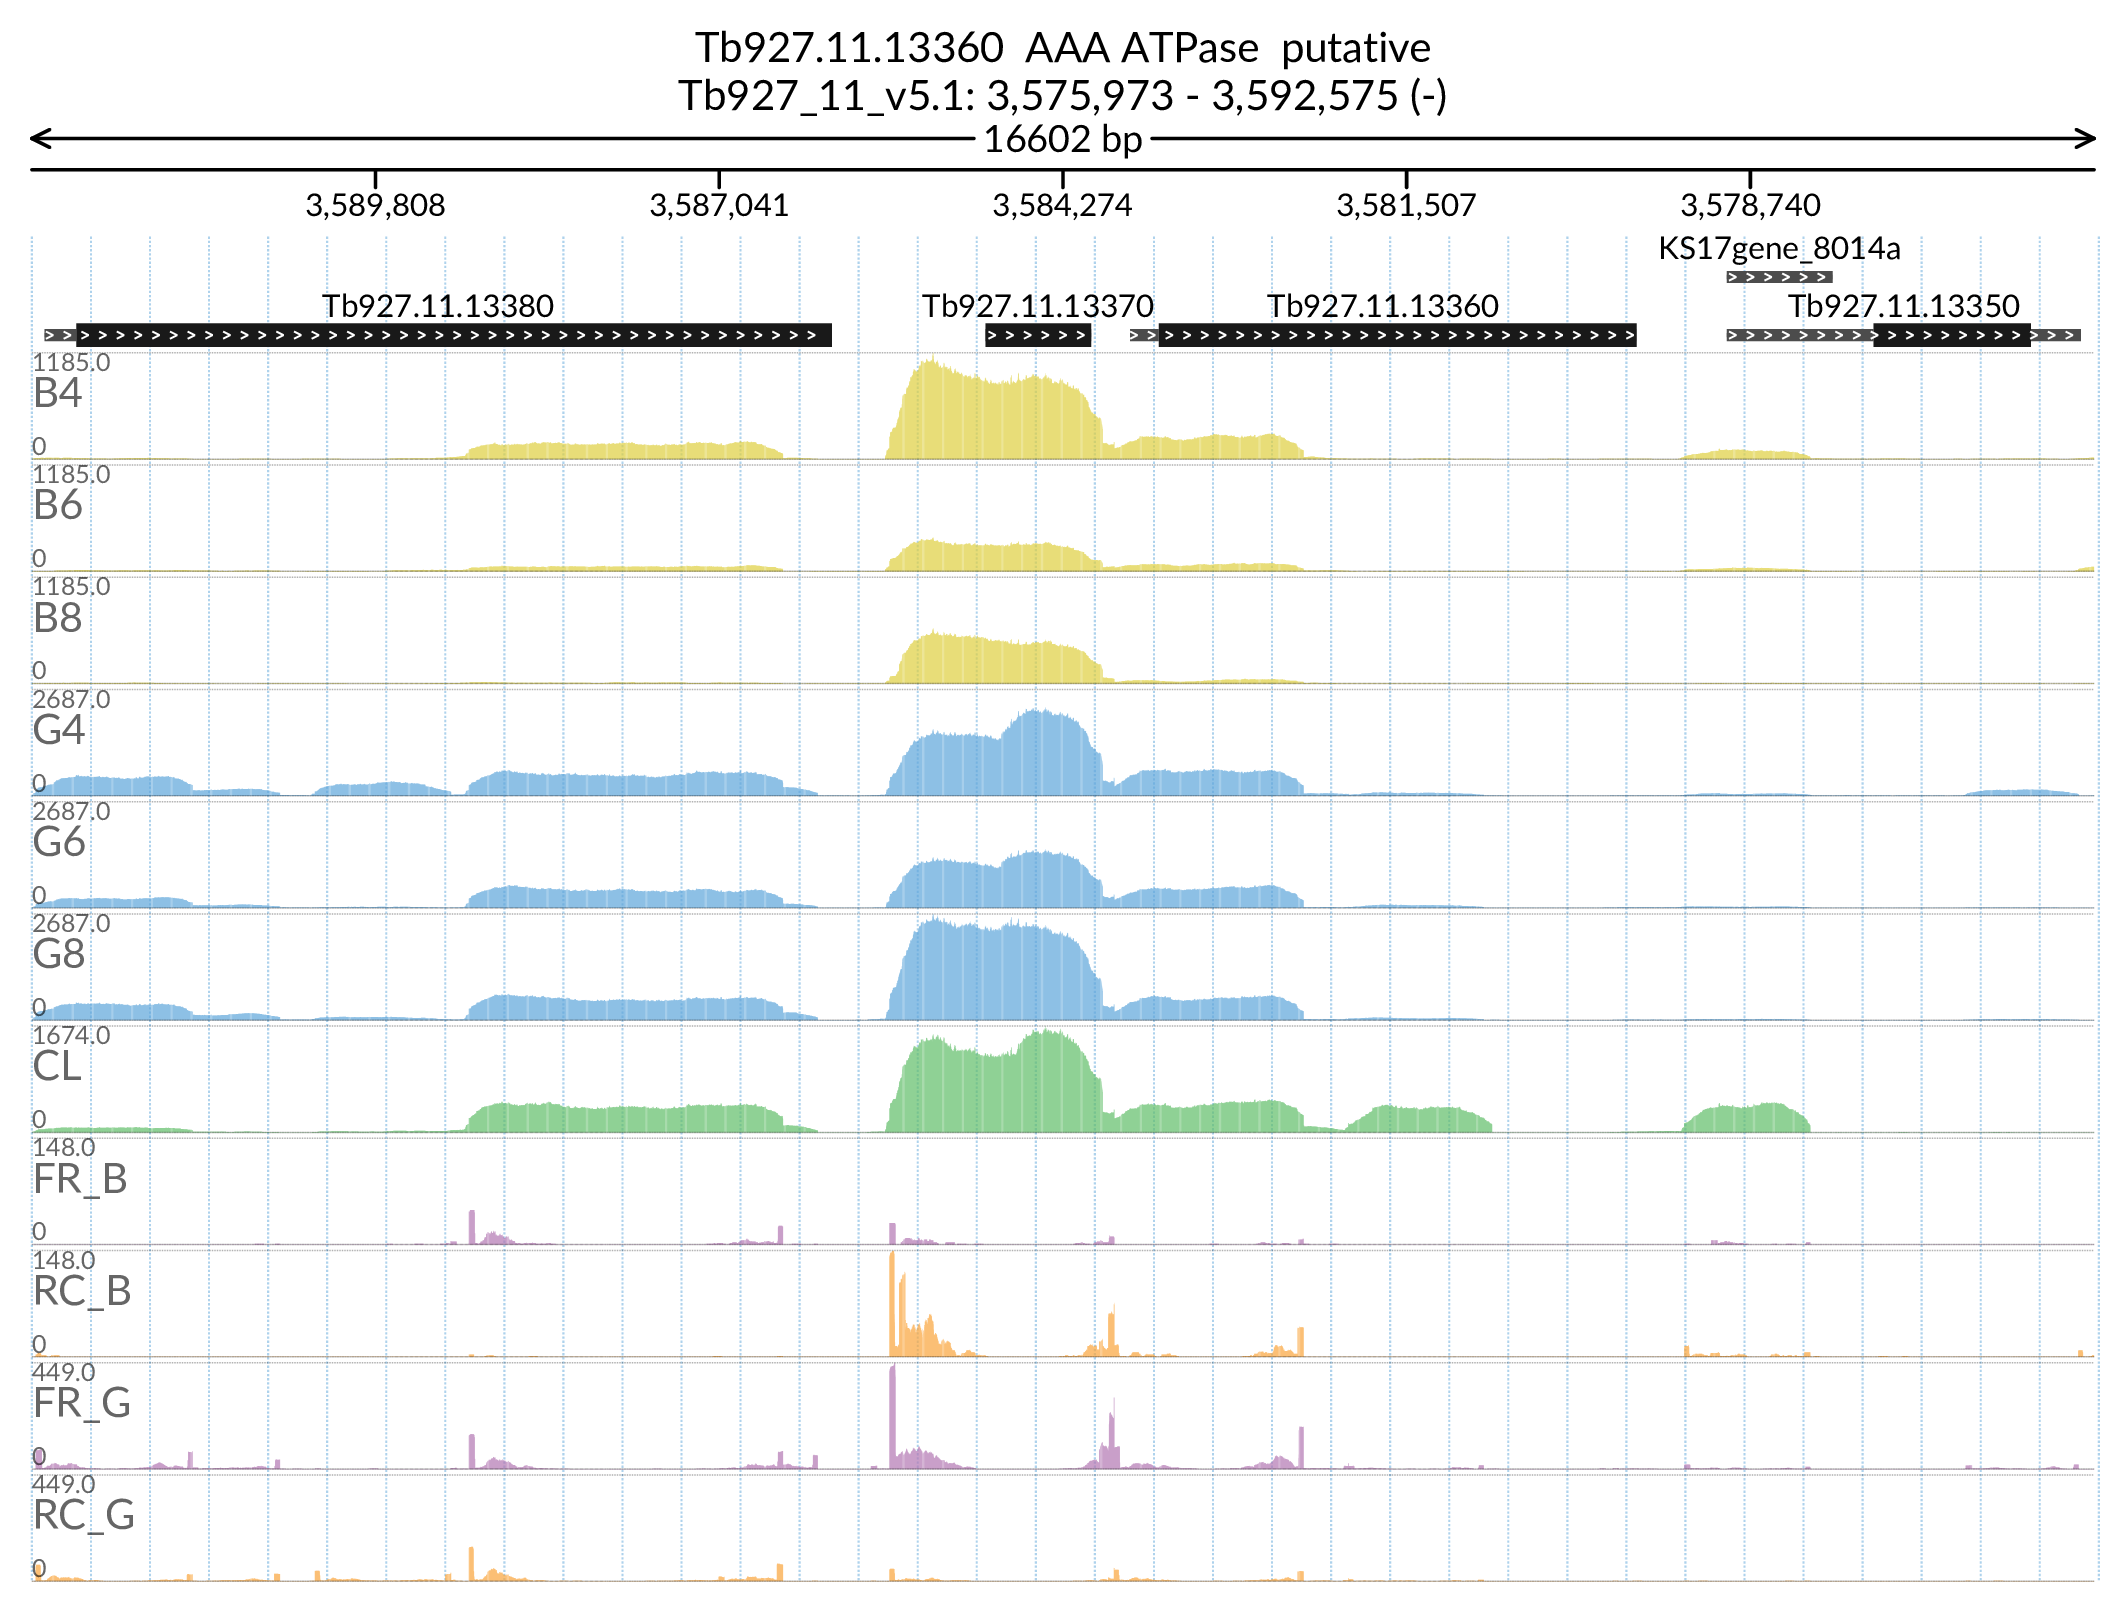 Tb927.11.13360  AAA ATPase  putative
Tb927_11_v5.1: 3,575,973 - 3,592,575 (-)
16602 bp
3,589,808 3,587,041 3,584,274 3,581,507 3,578,740
KS17gene_8014a
Tb927.11.13380 Tb927.11.13370 Tb927.11.13360 Tb927.11.13350
1185.0
B4
0
1185.0
B6
0
1185.0
B8
0
2687.0
G4
0
2687.0
G6
0
2687.0
G8
0
1674.0
CL
0
148.0
FR_B
0
148.0
RC_B
0
449.0
FR_G
0
449.0
RC_G
0